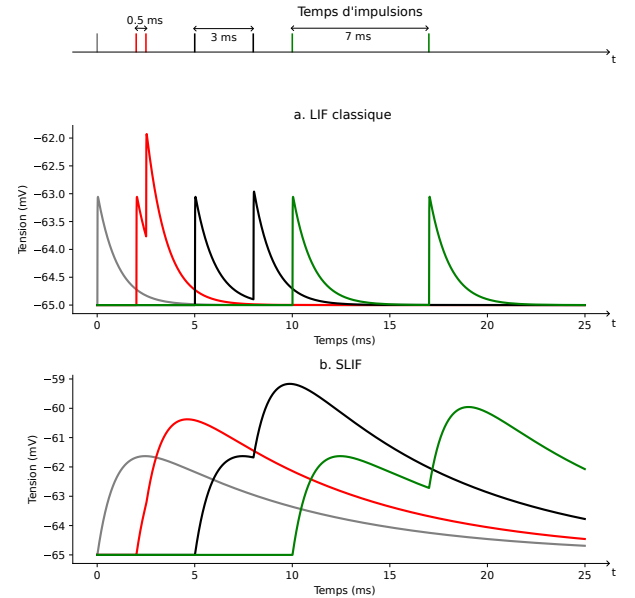 Temps d'impulsions
0.5 ms
3 ms
7 ms
t
a. LIF classique
Tension (mV)
−62.0
−62.5
−63.0
−63.5
−64.0
−64.5
−65.0
0 5 10 15 20 25
t
Temps (ms)
b. SLIF
Tension (mV)
−59
−60
−61
−62
−63
−64
−65
0 5 10 15 20 25
t
Temps (ms)